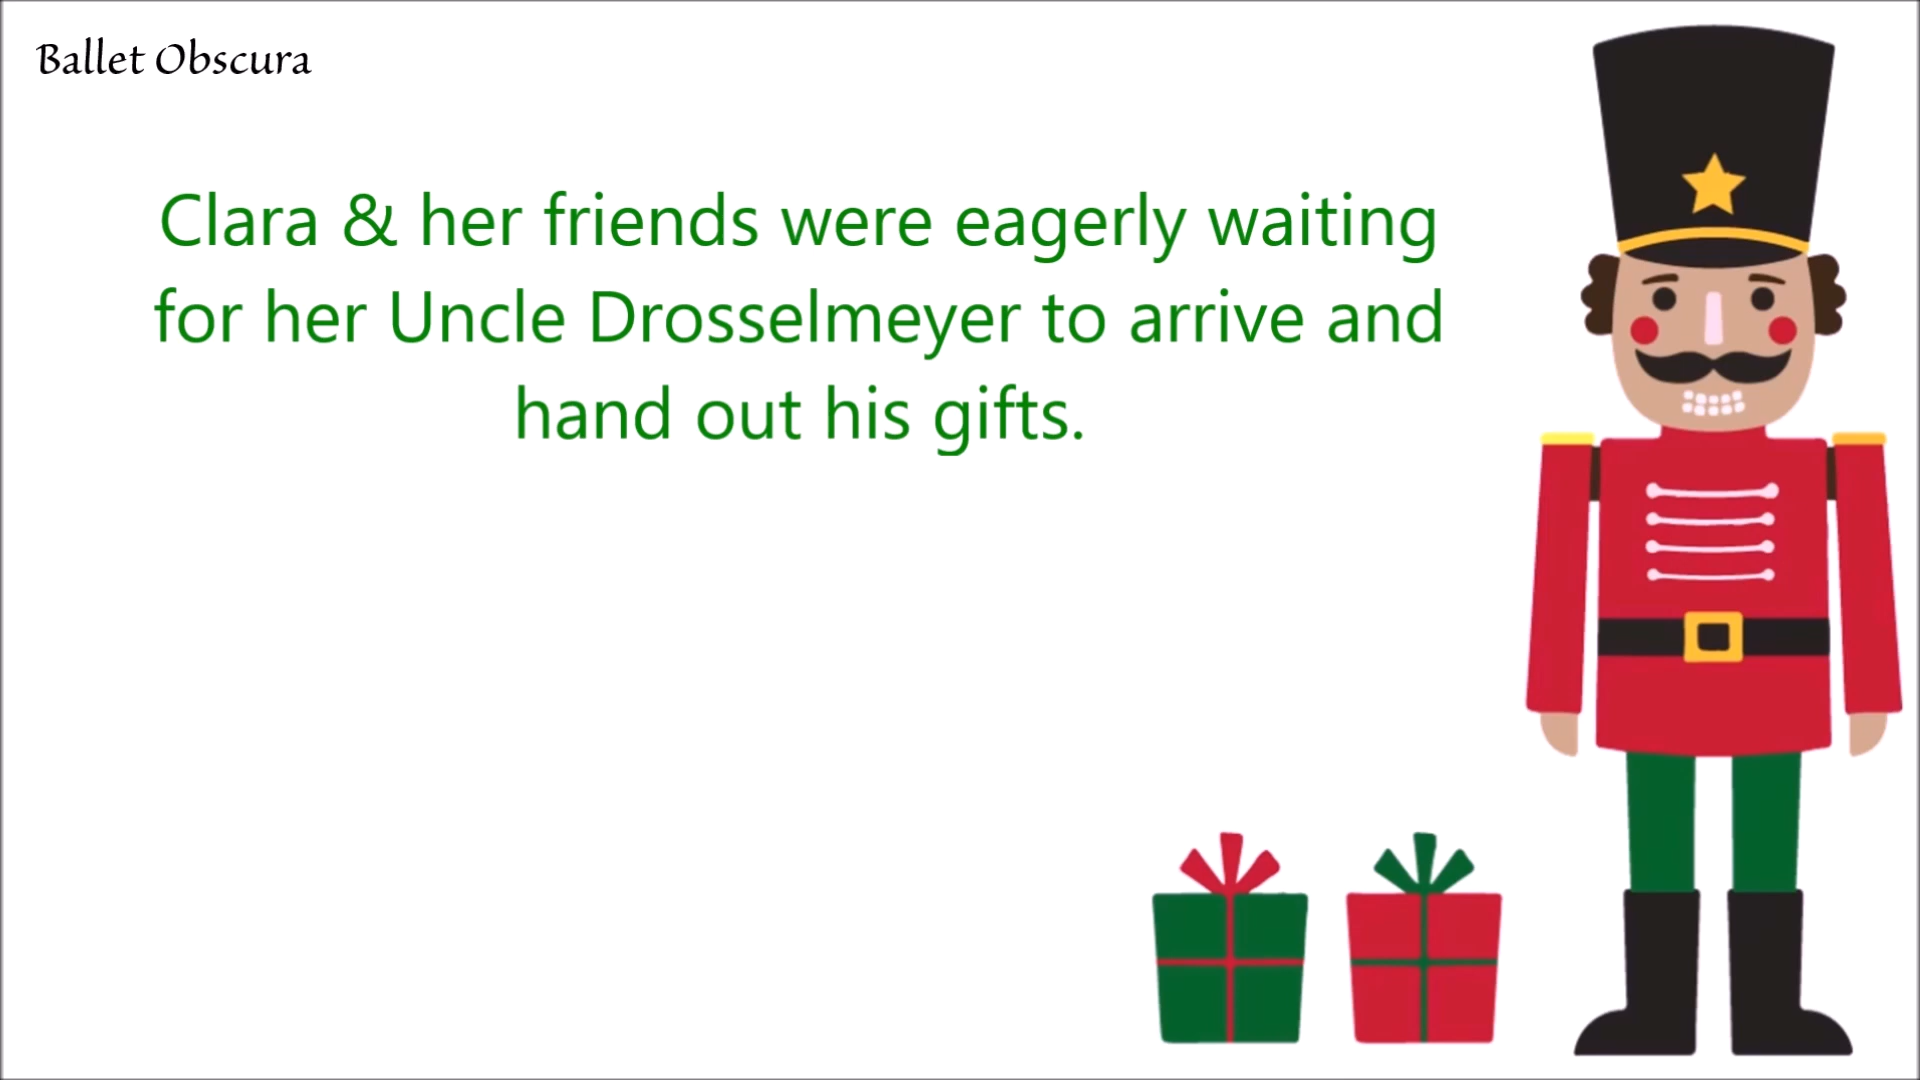 Ballet Obscura
Clara & her friends were eagerly waiting
for her Uncle Drosselmeyer to arrive and
hand out his gifts.